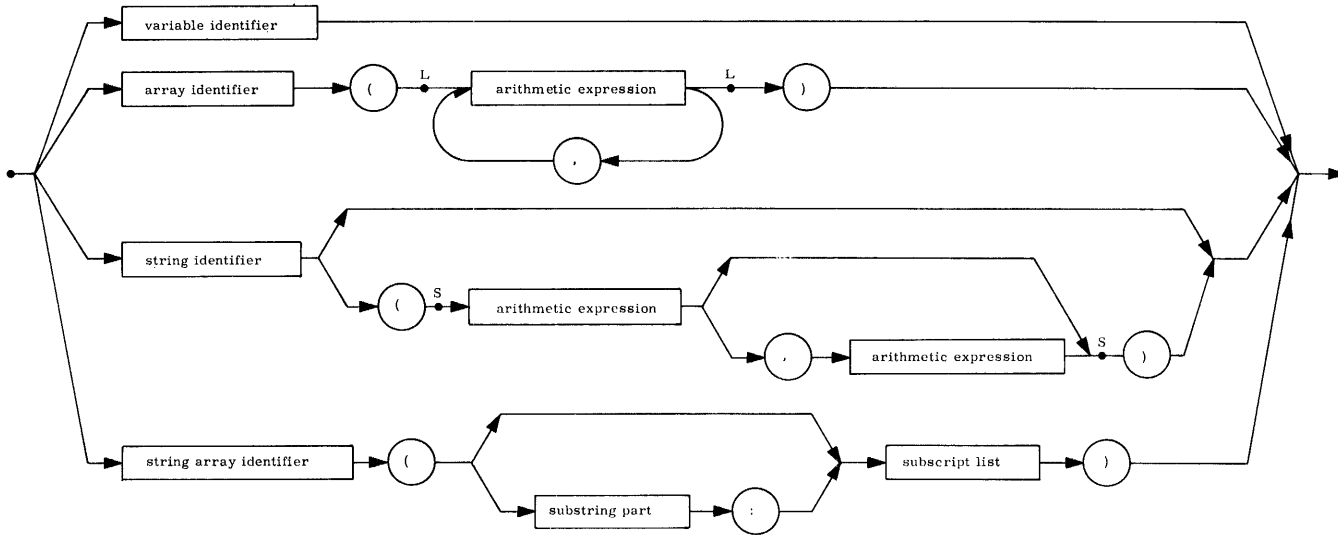 variable identifier
array identifier ( L arithmetic expression L )
,
string identifier
( S arithmetic expression
, arithmetic expression S )
string array identifier ( subscript list )
substring part :